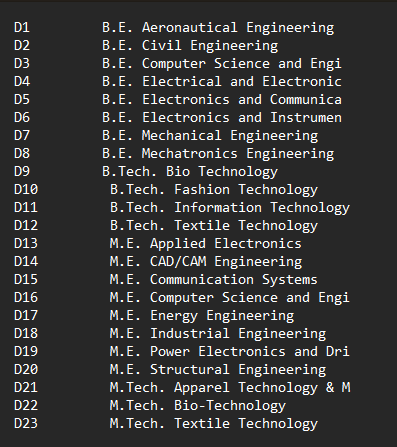 D1 B.E. Aeronautical Engineering
D2 B.E. Civil Engineering
D3 B.E. Computer Science and Engi
D4 B.E. Electrical and Electronic
D5 B.E. Electronics and Communica
D6 B.E. Electronics and Instrumen
D7 B.E. Mechanical Engineering
D8 B.E. Mechatronics Engineering
D9 B.Tech. Bio Technology
D10 B.Tech. Fashion Technology
D11 B.Tech. Information Technology
D12 B.Tech. Textile Technology
D13 M.E. Applied Electronics
D14 M.E. CAD/CAM Engineering
D15 M.E. Communication Systems
D16 M.E. Computer Science and Engi
D17 M.E. Energy Engineering
D18 M.E. Industrial Engineering
D19 M.E. Power Electronics and Dri
D20 M.E. Structural Engineering
D21 M.Tech. Apparel Technology & M
D22 M.Tech. Bio-Technology
D23 M.Tech. Textile Technology